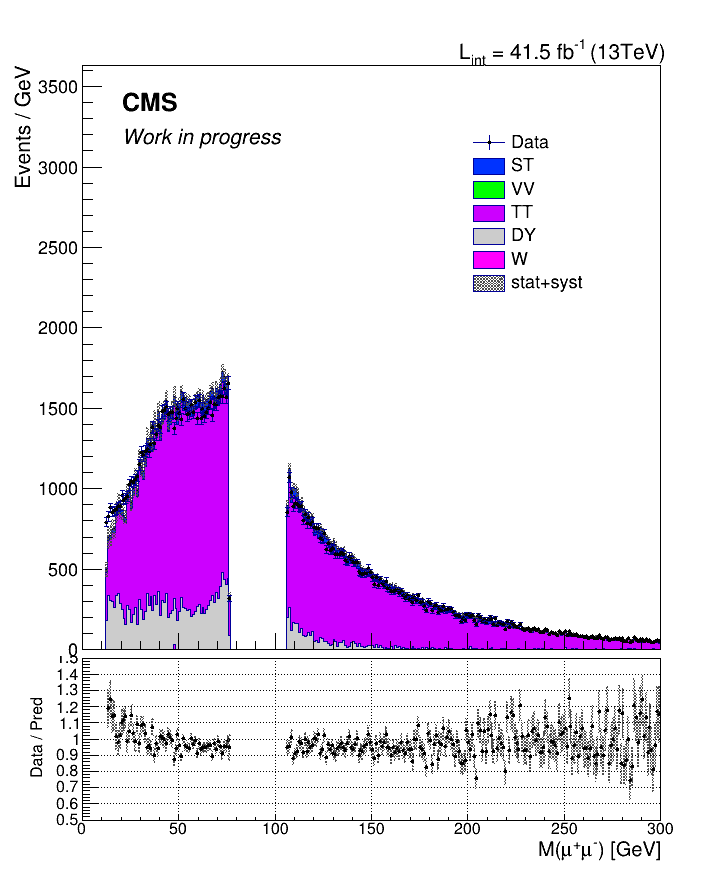 L_int = 41.5 fb⁻¹ (13TeV)
Events / GeV
3500
3000
2500
2000
1500
1000
500
0
CMS
Work in progress
Data
ST
VV
TT
DY
W
stat+syst
Data / Pred
1.5
1.4
1.3
1.2
1.1
1
0.9
0.8
0.7
0.6
0.5
0 50 100 150 200 250 300
M(μ⁺μ⁻) [GeV]